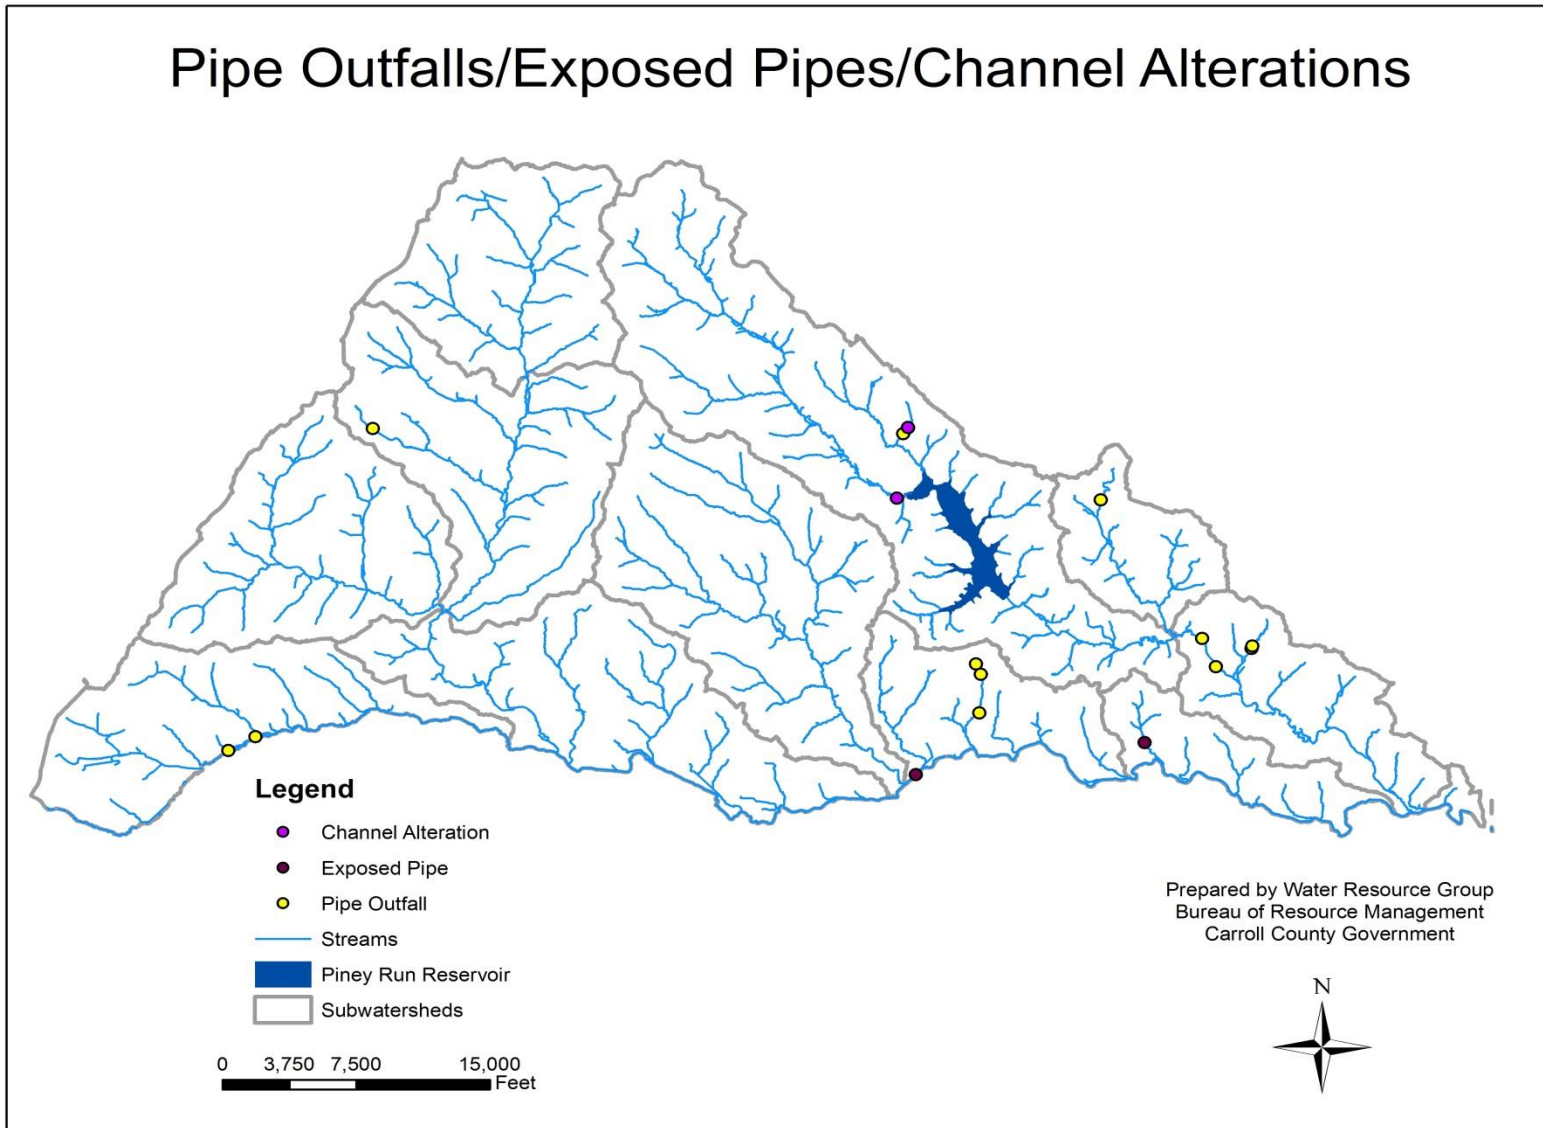 Pipe Outfalls/Exposed Pipes/Channel Alterations
Legend
Channel Alteration
Exposed Pipe
Pipe Outfall
Streams
Piney Run Reservoir
Subwatersheds
0 3,750 7,500 15,000
Feet
Prepared by Water Resource Group
Bureau of Resource Management
Carroll County Government
N